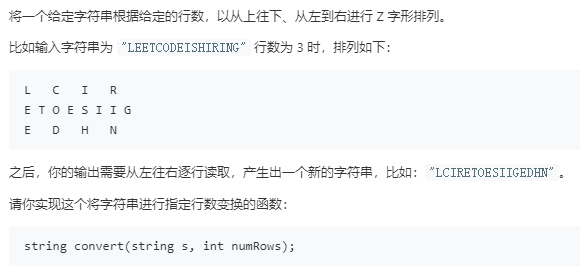 将一个给定字符串根据给定的行数，以从上往下、从左到右进行 Z 字形排列。
比如输入字符串为 "LEETCODEISHIRING" 行数为 3 时，排列如下：
L   C   I   R
E T O E S I I G
E   D   H   N
之后，你的输出需要从左往右逐行读取，产生出一个新的字符串，比如："LCIRETOESIIGEDHN"。
请你实现这个将字符串进行指定行数变换的函数：
string convert(string s, int numRows);